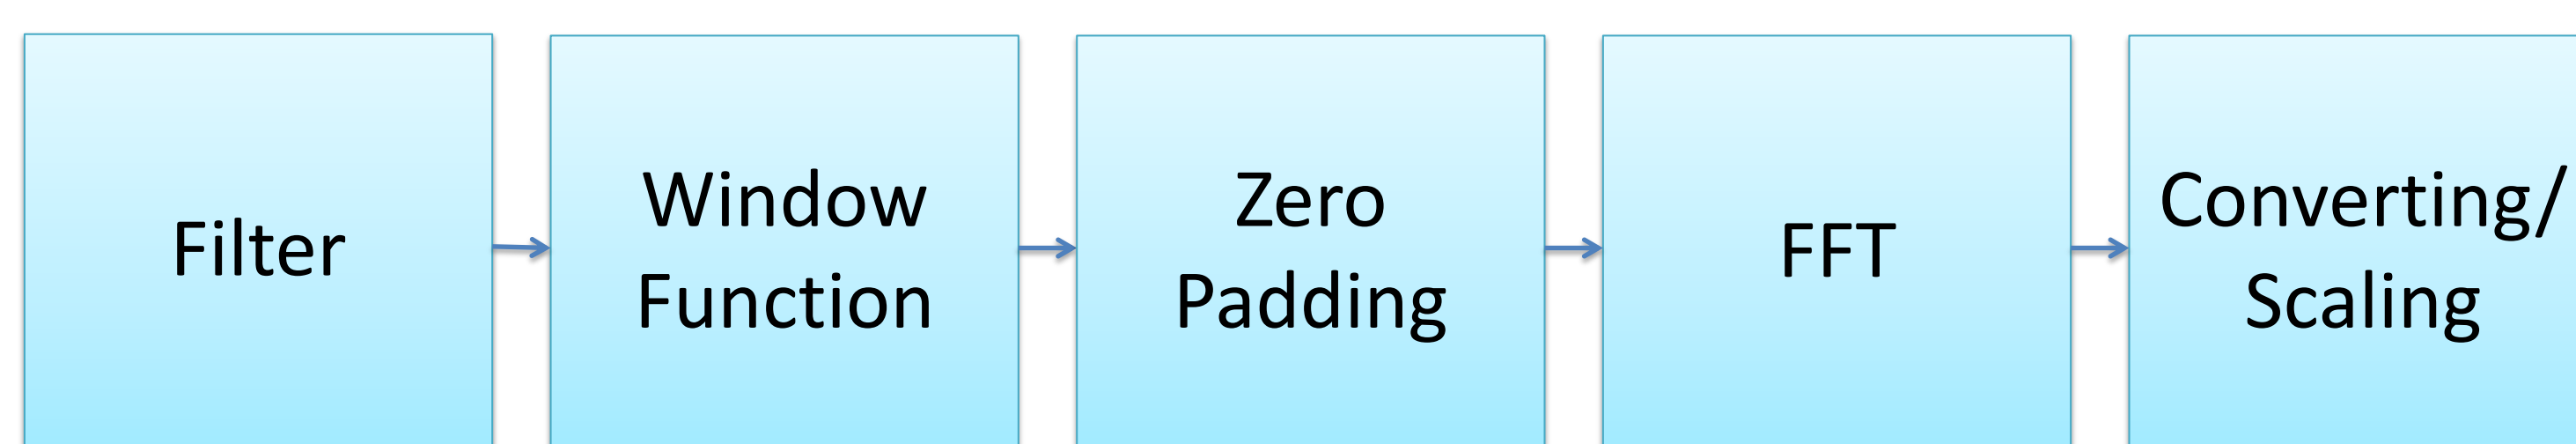 Filter
Window
Function
Zero
Padding
FFT
Converting/
Scaling